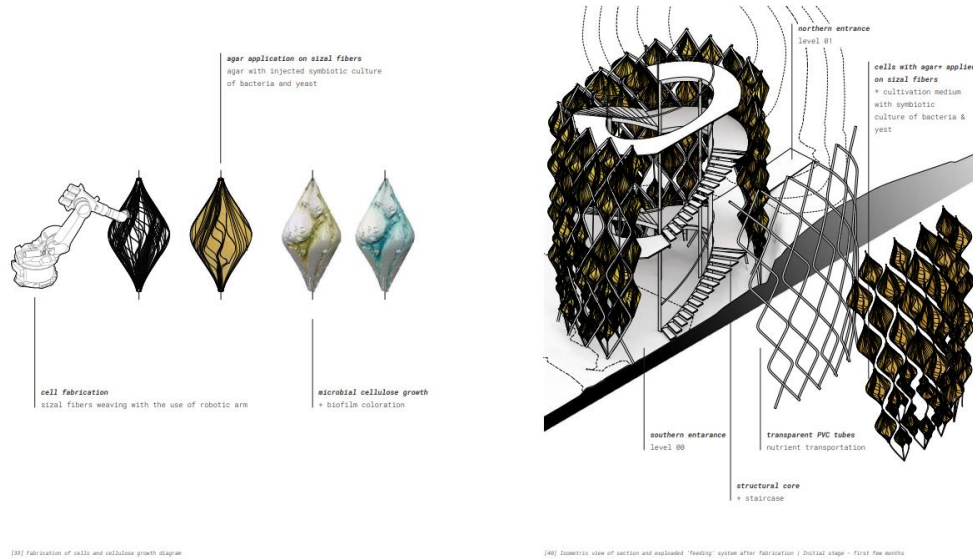 agar application on sizal fibers
agar with injected symbiotic culture
of bacteria and yeast
cell fabrication
sizal fibers weaving with the use of robotic arm
microbial cellulose growth
+ biofilm coloration
[39] Fabrication of cells and cellulose growth diagram
northern entrance
level 01
cells with agar+ applied
on sizal fibers
* cultivation medium
with symbiotic
culture of bacteria &
yest
southern entarance
level 00
transparent PVC tubes
nutrient transportation
structural core
+ staircase
[40] Isometric view of section and exploaded 'feeding' system after fabrication | Initial stage - first few months